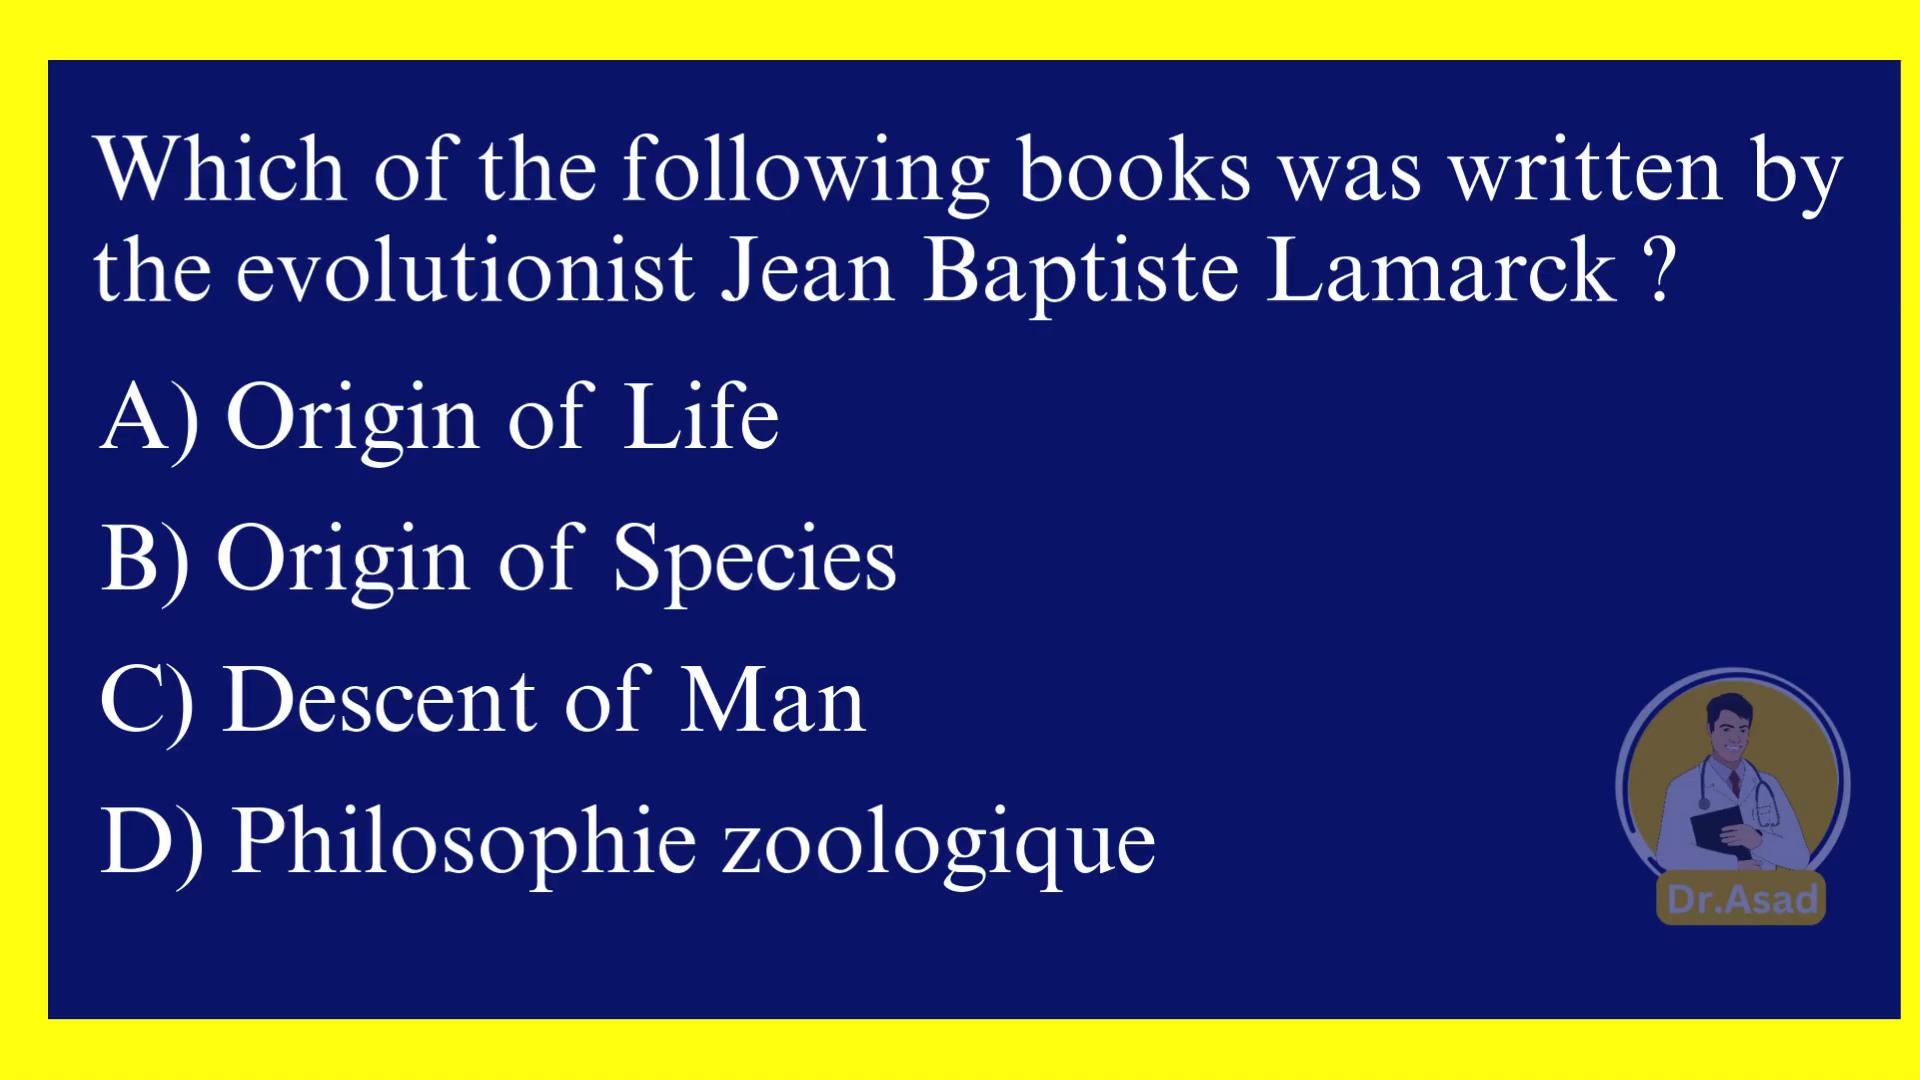 Which of the following books was written by
the evolutionist Jean Baptiste Lamarck ?
A) Origin of Life
B) Origin of Species
C) Descent of Man
D) Philosophie zoologique
Dr.Asad